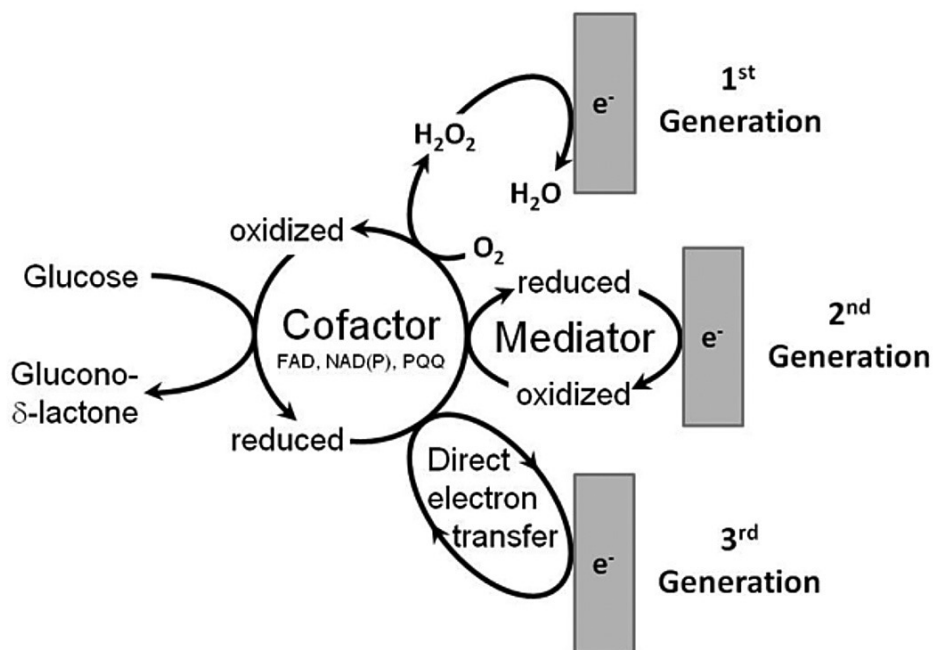 1st
Generation
e-
H2O2
H2O
oxidized
O2
Glucose
reduced
Cofactor
FAD, NAD(P), PQQ
Mediator
e-
2nd
Generation
Glucono-
δ-lactone
oxidized
reduced
Direct
electron
transfer
e-
3rd
Generation